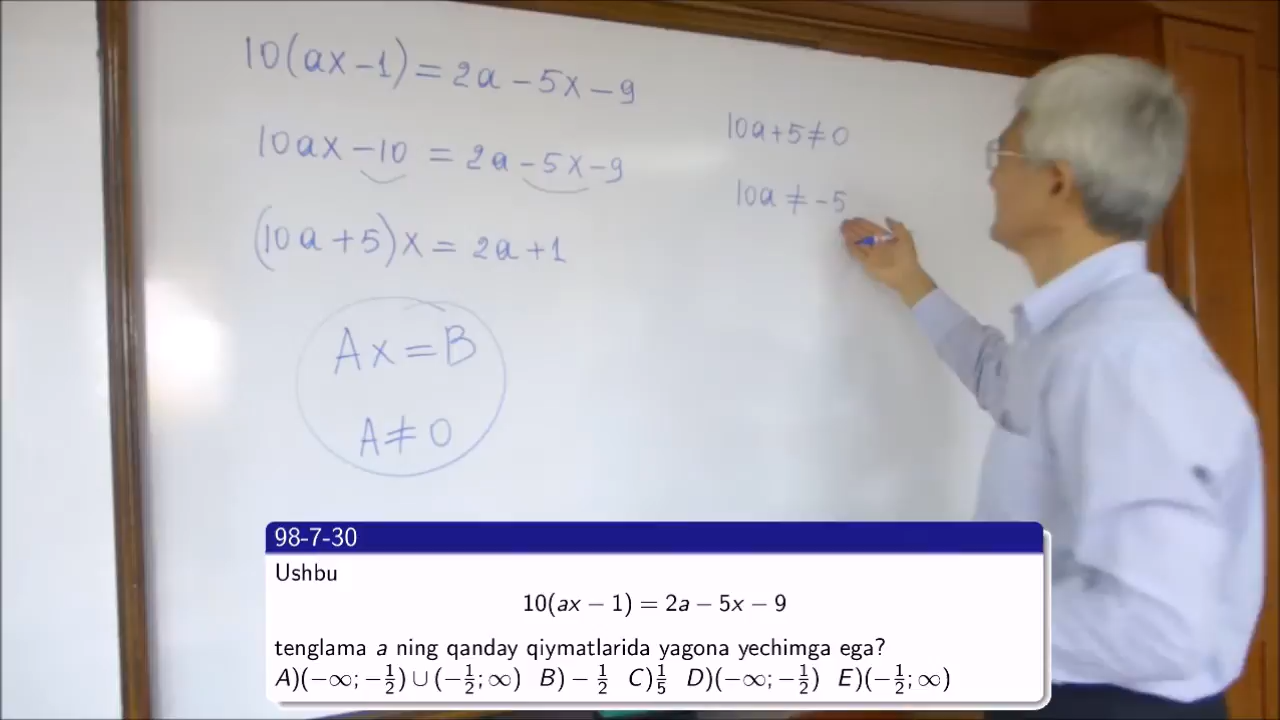 10(ax-1)=2a-5x-9
10ax-10=2a-5x-9
(10a+5)x=2a+1
Ax=B
A≠0
10a+5≠0
10a≠-5
98-7-30
Ushbu
10(ax − 1) = 2a − 5x − 9
tenglama a ning qanday qiymatlarida yagona yechimga ega?
A)(−∞; −1/2) ∪ (−1/2; ∞) B) − 1/2 C)1/5 D)(−∞; −1/2) E)(−1/2; ∞)